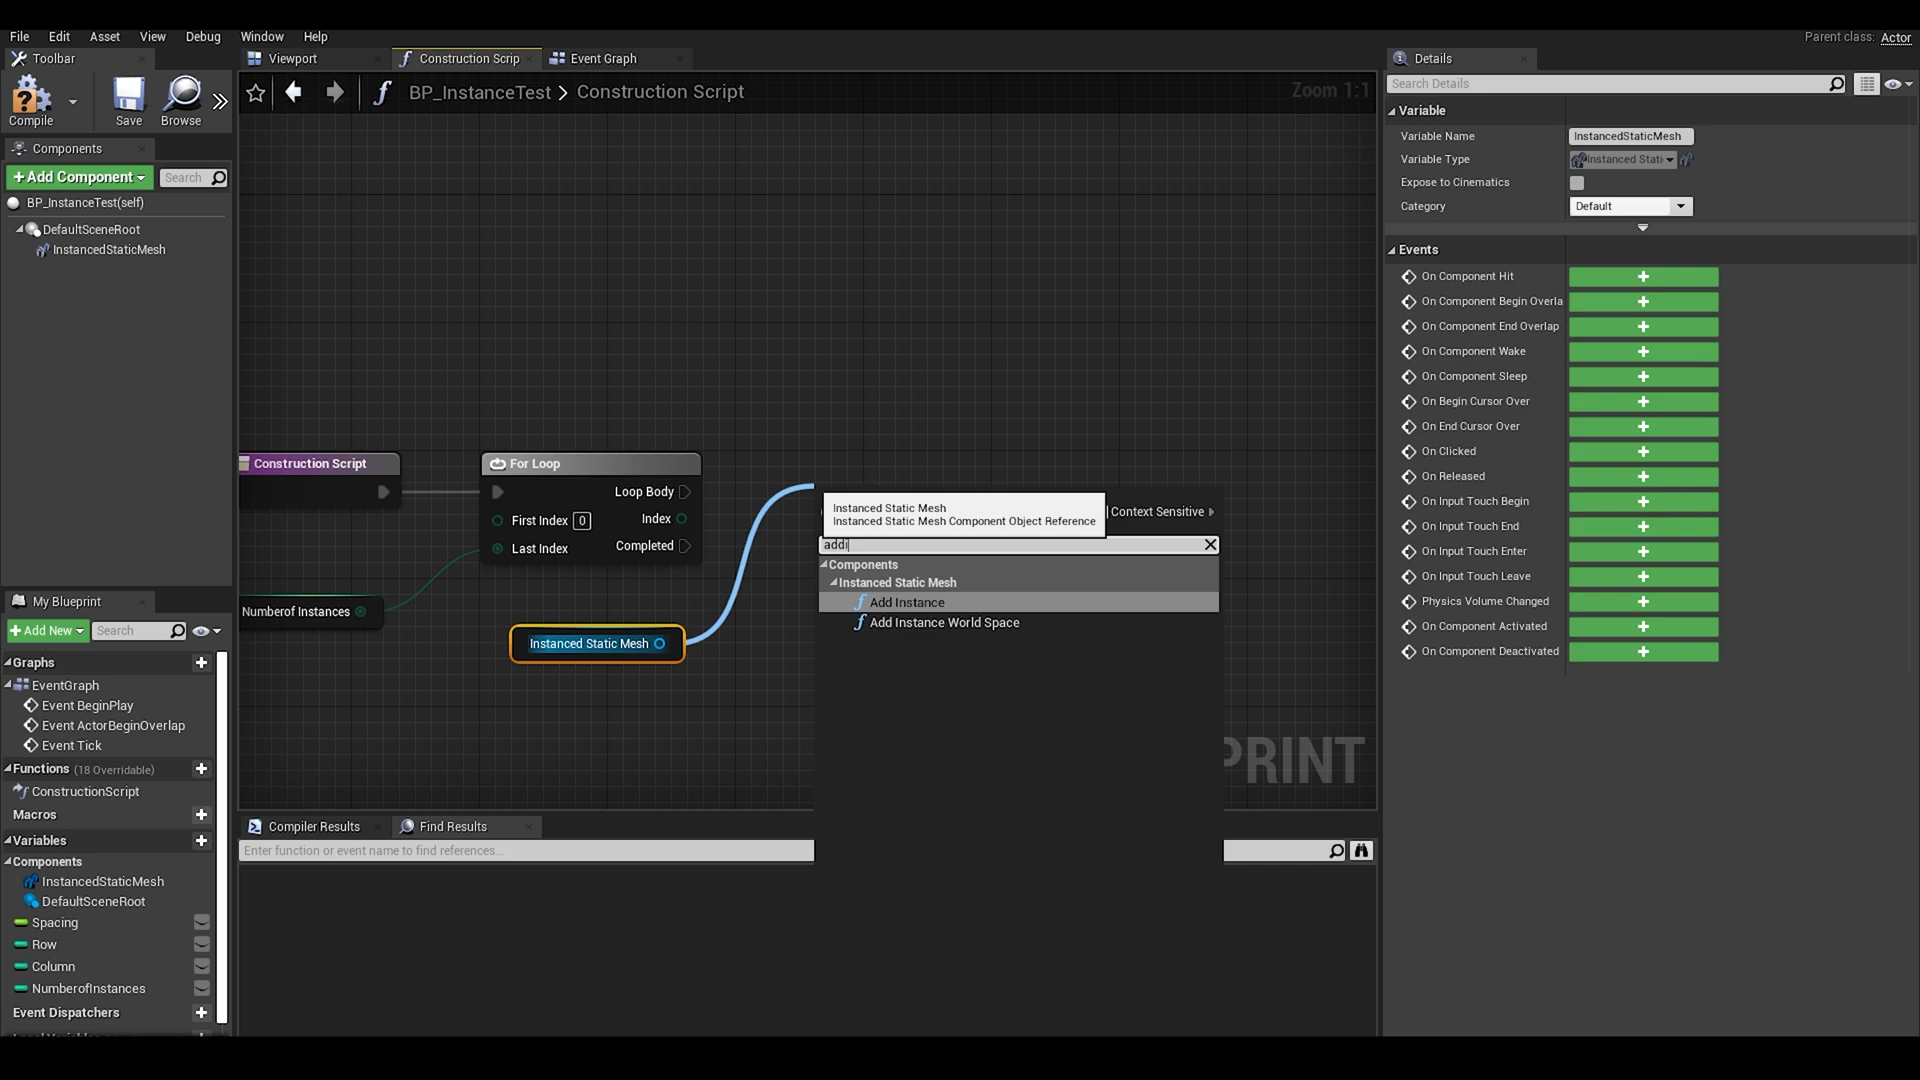 File Edit Asset View Debug Window Help
Parent class: Actor
Toolbar
Viewport
Construction Scrip
Event Graph
Details
Compile
Save
Browse
BP_InstanceTest > Construction Script
Zoom 1:1
Search Details
Components
+Add Component
Search
BP_InstanceTest(self)
DefaultSceneRoot
InstancedStaticMesh
Variable
Variable Name
InstancedStaticMesh
Variable Type
Instanced Stati
Expose to Cinematics
Category
Default
Events
On Component Hit
On Component Begin Overla
On Component End Overlap
On Component Wake
On Component Sleep
On Begin Cursor Over
On End Cursor Over
On Clicked
On Released
On Input Touch Begin
On Input Touch End
On Input Touch Enter
On Input Touch Leave
Physics Volume Changed
On Component Activated
On Component Deactivated
Construction Script
For Loop
Loop Body
First Index 0
Index
Last Index
Completed
Numberof Instances
Instanced Static Mesh
Instanced Static Mesh
Instanced Static Mesh Component Object Reference
Context Sensitive
addi
Components
Instanced Static Mesh
Add Instance
Add Instance World Space
PRINT
My Blueprint
+Add New
Search
Graphs
EventGraph
Event BeginPlay
Event ActorBeginOverlap
Event Tick
Functions (18 Overridable)
ConstructionScript
Macros
Variables
Components
InstancedStaticMesh
DefaultSceneRoot
Spacing
Row
Column
NumberofInstances
Event Dispatchers
Compiler Results
Find Results
Enter function or event name to find references...